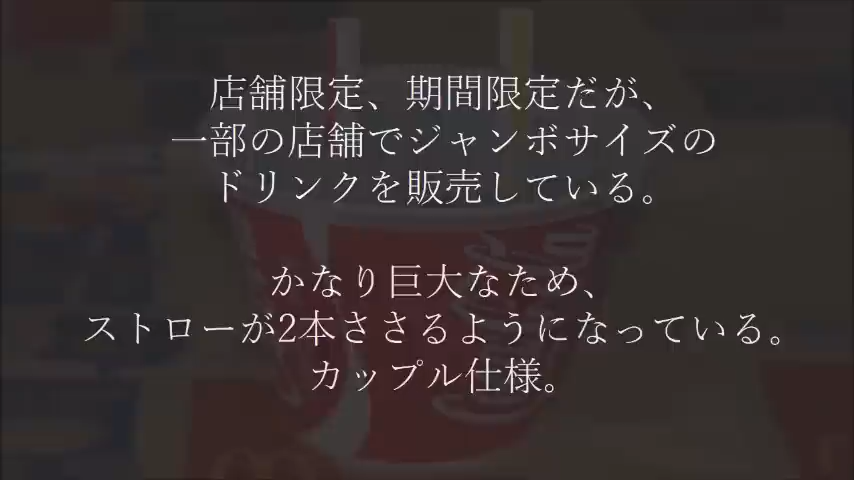 店舗限定、期間限定だが、
一部の店舗でジャンボサイズの
ドリンクを販売している。
かなり巨大なため、
ストローが2本ささるようになっている。
カップル仕様。